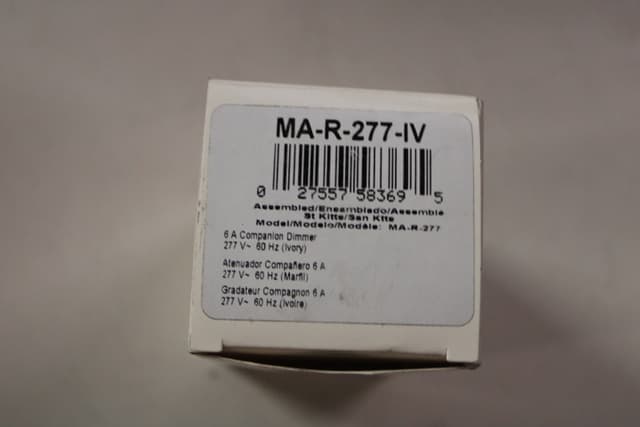 MA-R-277-IV
0 27557 58369 5
Assembled/Ensamblado/Assemblé
St Kitts/San Kitts
Model/Modelo/Modèle: MA-R-277
6 A Companion Dimmer
277 V~ 60 Hz (Ivory)
Atenuador Compañero 6 A
277 V~ 60 Hz (Marfil)
Gradateur Compagnon 6 A
277 V~ 60 Hz (Ivoire)